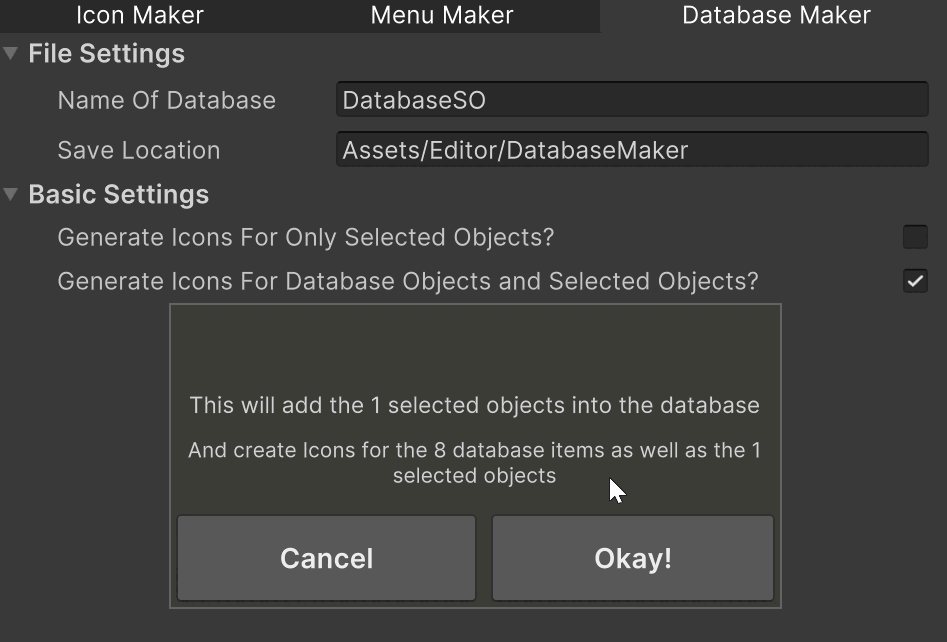 Icon Maker Menu Maker Database Maker
File Settings
Name Of Database DatabaseSO
Save Location Assets/Editor/DatabaseMaker
Basic Settings
Generate Icons For Only Selected Objects?
Generate Icons For Database Objects and Selected Objects?
This will add the 1 selected objects into the database
And create Icons for the 8 database items as well as the 1
selected objects
Cancel Okay!